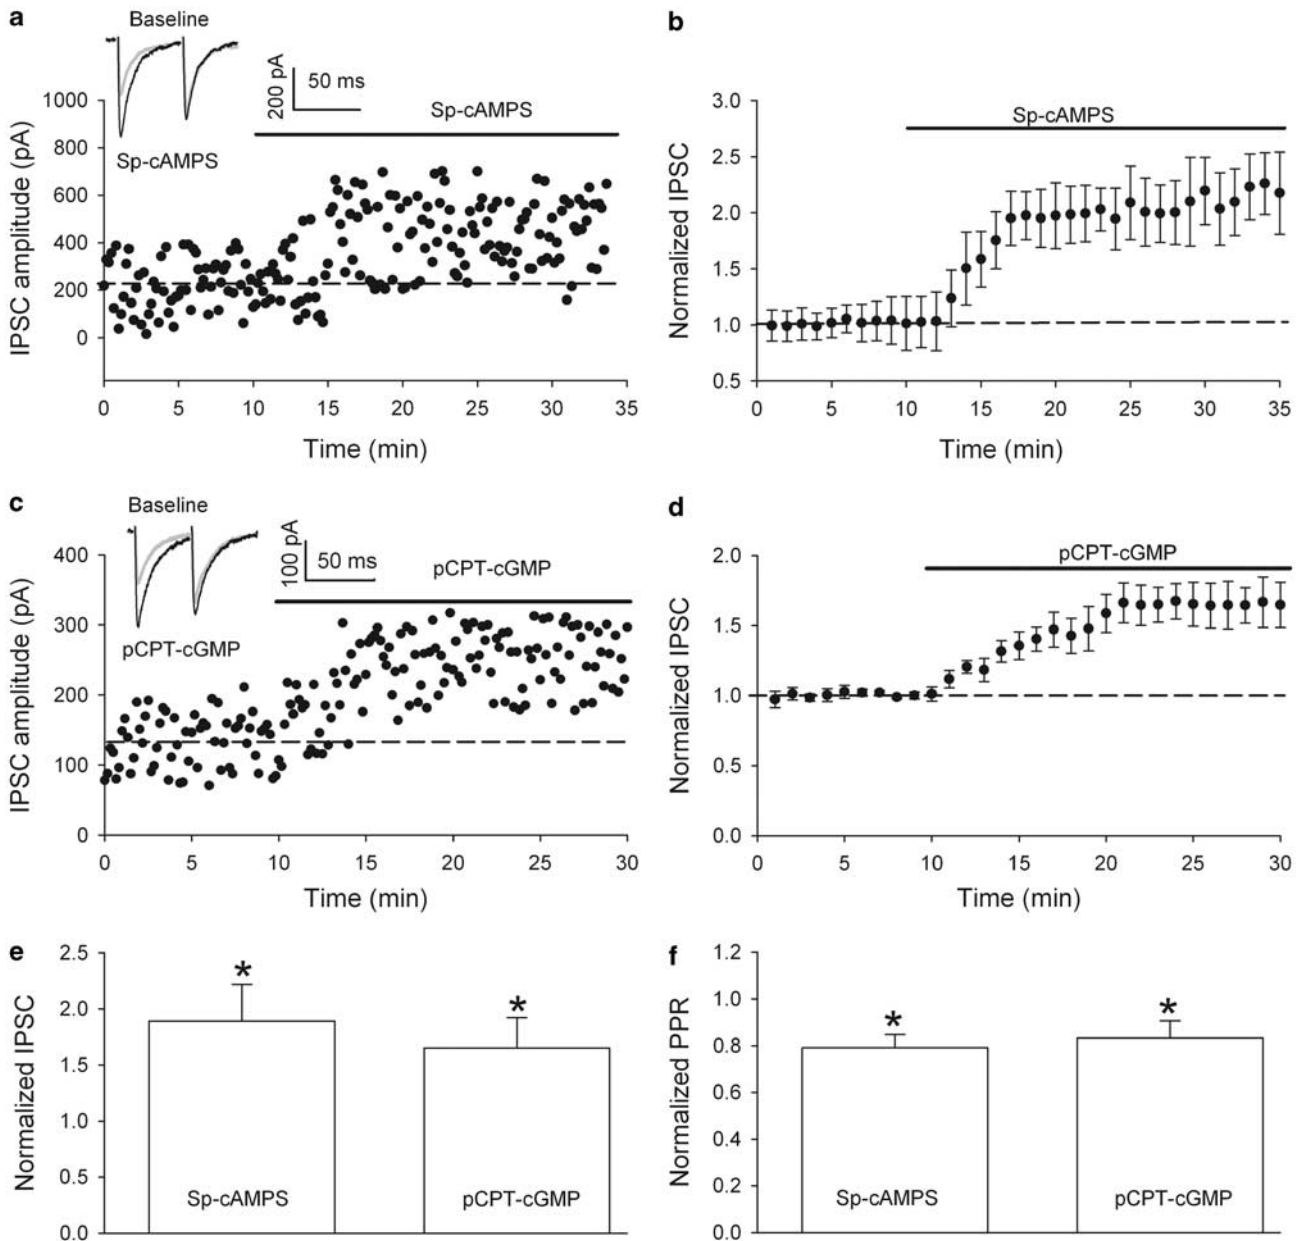 a
Baseline
Sp-cAMPS
200 pA
50 ms
Sp-cAMPS
IPSC amplitude (pA)
1000
800
600
400
200
0
0 5 10 15 20 25 30 35
Time (min)
b
Sp-cAMPS
Normalized IPSC
3.0
2.5
2.0
1.5
1.0
0.5
0 5 10 15 20 25 30 35
Time (min)
c
Baseline
pCPT-cGMP
100 pA
50 ms
pCPT-cGMP
IPSC amplitude (pA)
400
300
200
100
0
0 5 10 15 20 25 30
Time (min)
d
pCPT-cGMP
Normalized IPSC
2.0
1.5
1.0
0.5
0.0
0 5 10 15 20 25 30
Time (min)
e
Normalized IPSC
2.5
2.0
1.5
1.0
0.5
0.0
* *
Sp-cAMPS pCPT-cGMP
f
Normalized PPR
1.2
1.0
0.8
0.6
0.4
0.2
0.0
* *
Sp-cAMPS pCPT-cGMP